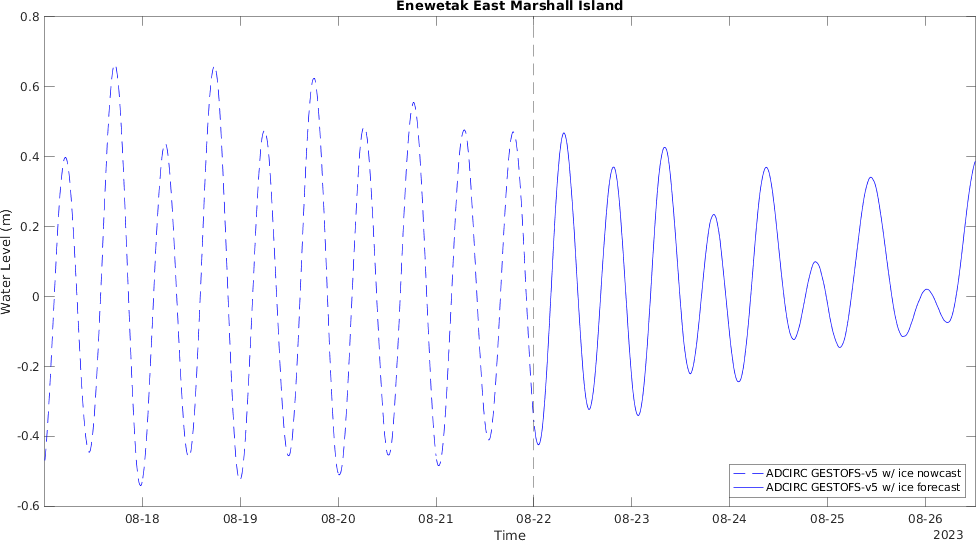 Enewetak East Marshall Island
Water Level (m)
0.8
0.6
0.4
0.2
0
-0.2
-0.4
-0.6
08-18 08-19 08-20 08-21 08-22 08-23 08-24 08-25 08-26
Time
2023
ADCIRC GESTOFS-v5 w/ ice nowcast
ADCIRC GESTOFS-v5 w/ ice forecast